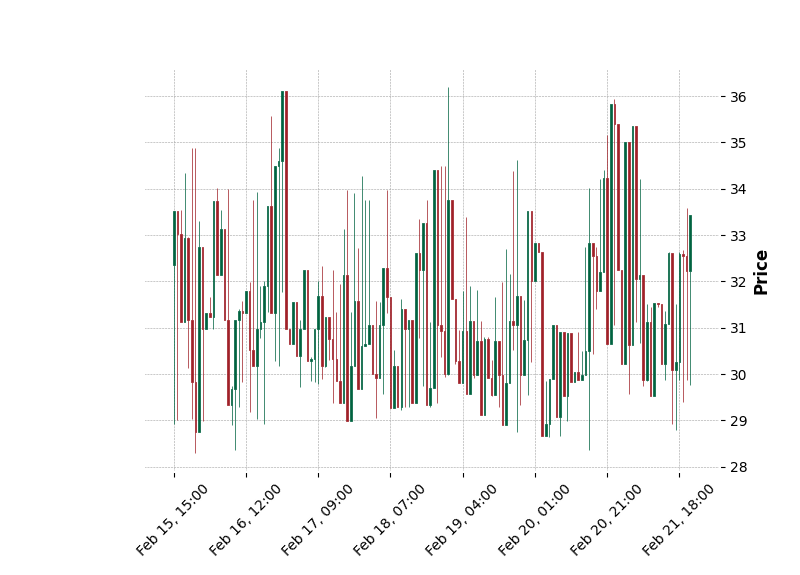 36
35
34
33
32
31
30
29
28
Price
Feb 15, 15:00
Feb 16, 12:00
Feb 17, 09:00
Feb 18, 07:00
Feb 19, 04:00
Feb 20, 01:00
Feb 20, 21:00
Feb 21, 18:00